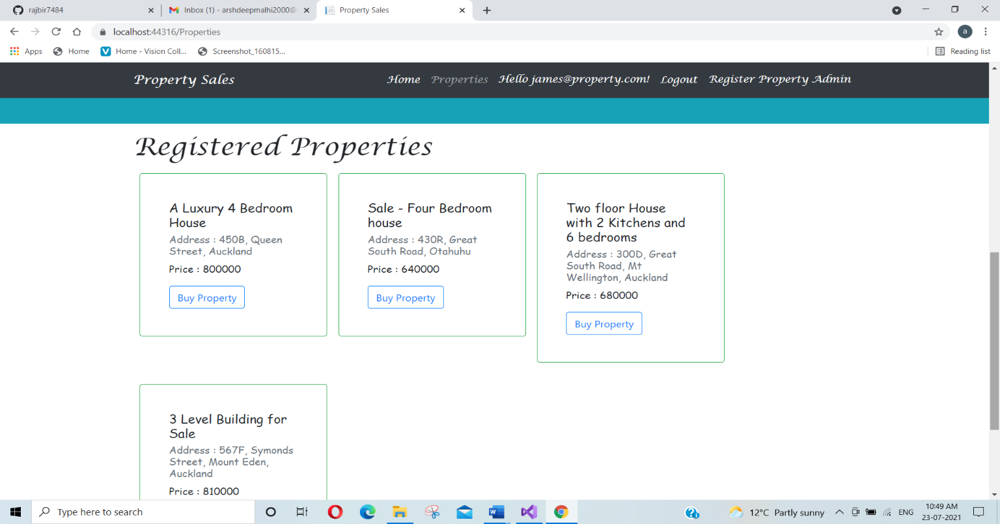 rajbir7484
Inbox (1) - arshdeepmalhi2000@
Property Sales
localhost:44316/Properties
a
Apps
Home
Home - Vision Coll...
Screenshot_160815...
Reading list
Property Sales
Home
Properties
Hello james@property.com!
Logout
Register Property Admin
Registered Properties
A Luxury 4 Bedroom
House
Address : 450B, Queen
Street, Auckland
Price : 800000
Buy Property
Sale - Four Bedroom
house
Address : 430R, Great
South Road, Otahuhu
Price : 640000
Buy Property
Two floor House
with 2 Kitchens and
6 bedrooms
Address : 300D, Great
South Road, Mt
Wellington, Auckland
Price : 680000
Buy Property
3 Level Building for
Sale
Address : 567F, Symonds
Street, Mount Eden,
Auckland
Price : 810000
Type here to search
12°C Partly sunny
ENG
10:49 AM
23-07-2021